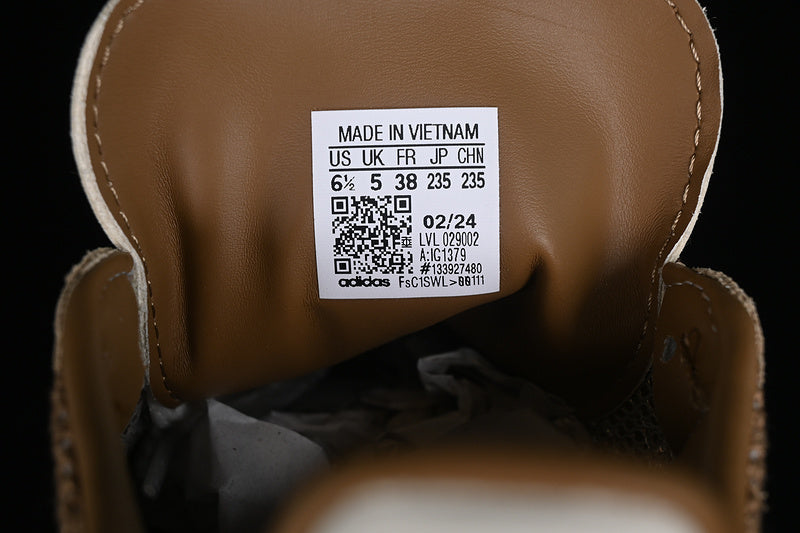 MADE IN VIETNAM
US UK FR JP CHN
6½ 5 38 235 235
02/24
LVL 029002
A:IG1379
#133927480
adidas FsC1SWL>00111